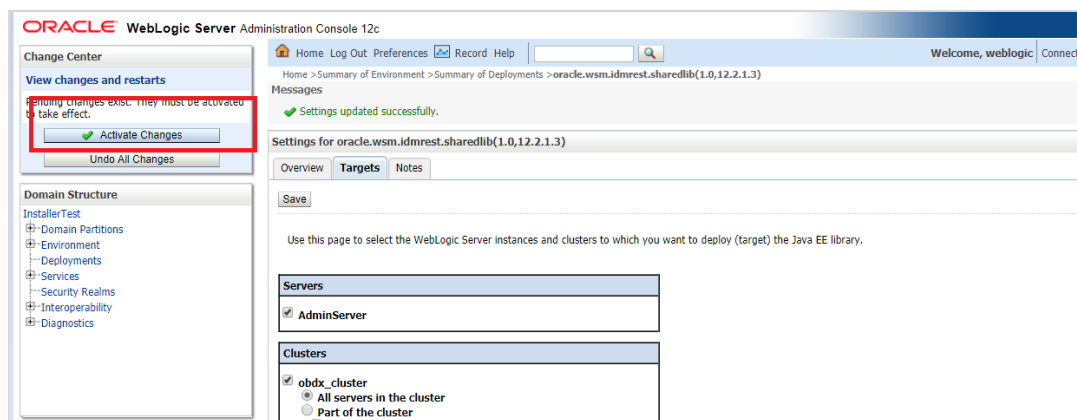 ORACLE WebLogic Server Administration Console 12c
Change Center
View changes and restarts
Pending changes exist. They must be activated
to take effect.
Activate Changes
Undo All Changes
Domain Structure
InstallerTest
Domain Partitions
Environment
Deployments
Services
Security Realms
Interoperability
Diagnostics
Home Log Out Preferences Record Help
Welcome, weblogic Connect
Home >Summary of Environment >Summary of Deployments >oracle.wsm.idmrest.sharedlib(1.0,12.2.1.3)
Messages
Settings updated successfully.
Settings for oracle.wsm.idmrest.sharedlib(1.0,12.2.1.3)
Overview Targets Notes
Save
Use this page to select the WebLogic Server instances and clusters to which you want to deploy (target) the Java EE library.
Servers
AdminServer
Clusters
obdx_cluster
All servers in the cluster
Part of the cluster